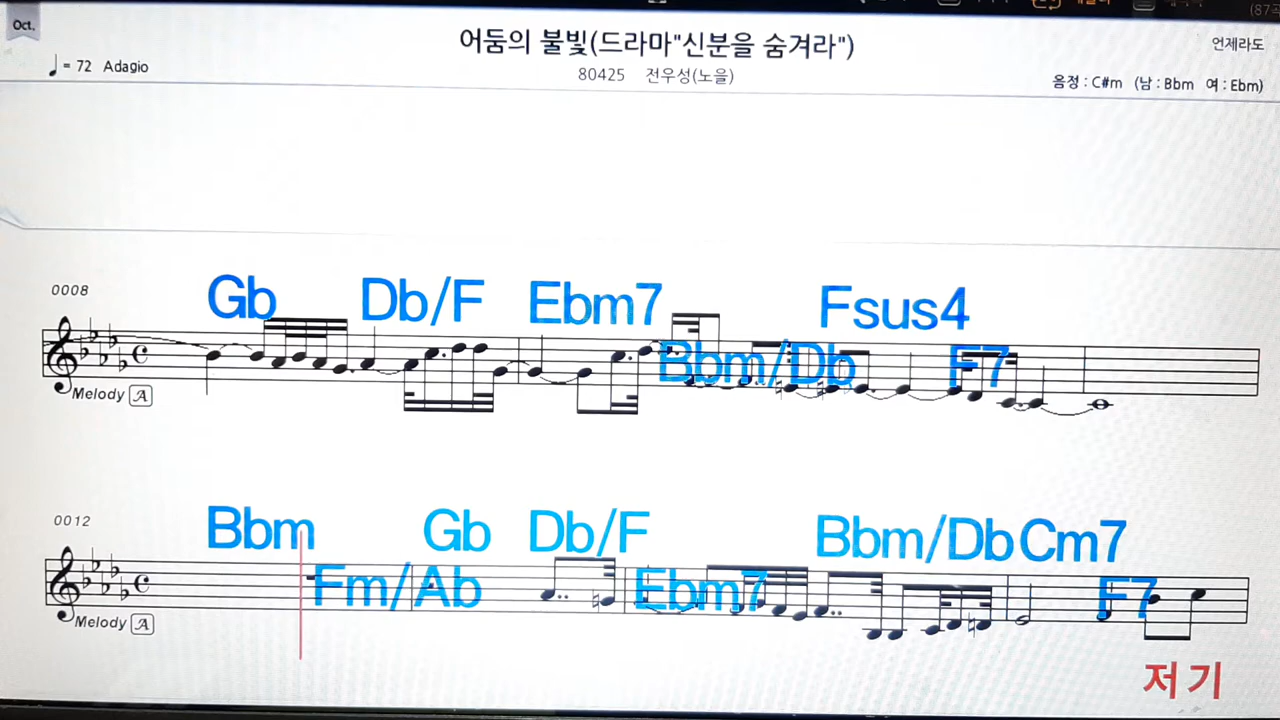 Oct.
어둠의 불빛(드라마"신분을 숨겨라")
언제라도
= 72 Adagio
80425 전우성(노을)
음정 : C#m (남 : Bbm 여 : Ebm)
0008
Gb Db/F Ebm7 Fsus4
Bbm/Db F7
Melody A
0012
Bbm Gb Db/F Bbm/Db Cm7
Fm/Ab Ebm7 F7
Melody A
저 기